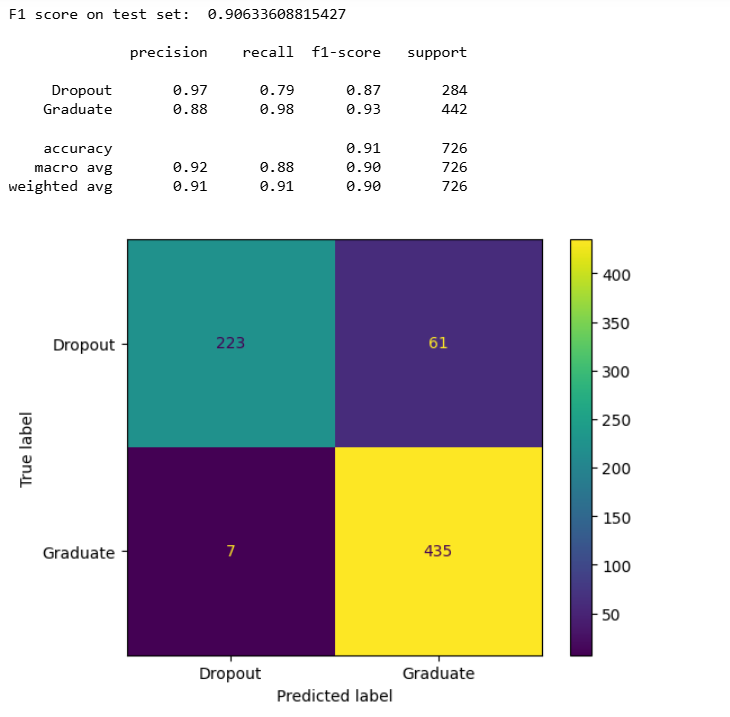 F1 score on test set:  0.90633608815427
precision    recall  f1-score   support
Dropout       0.97      0.79      0.87       284
Graduate       0.88      0.98      0.93       442
accuracy                           0.91       726
macro avg       0.92      0.88      0.90       726
weighted avg       0.91      0.91      0.90       726
400
Dropout
223
61
350
300
250
True label
200
150
Graduate
7
435
100
50
Dropout
Graduate
Predicted label